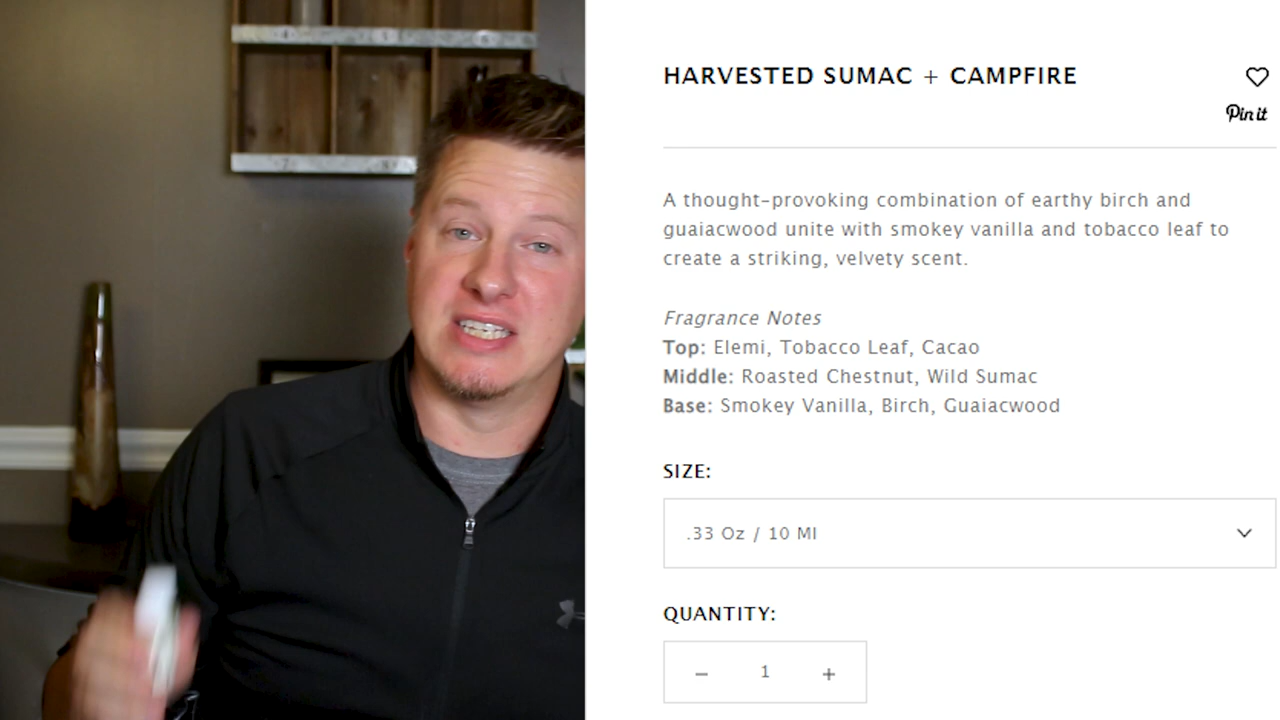 HARVESTED SUMAC + CAMPFIRE
Pin it
A thought-provoking combination of earthy birch and
guaiacwood unite with smokey vanilla and tobacco leaf to
create a striking, velvety scent.
Fragrance Notes
Top: Elemi, Tobacco Leaf, Cacao
Middle: Roasted Chestnut, Wild Sumac
Base: Smokey Vanilla, Birch, Guaiacwood
SIZE:
.33 Oz / 10 Ml
QUANTITY:
− 1 +